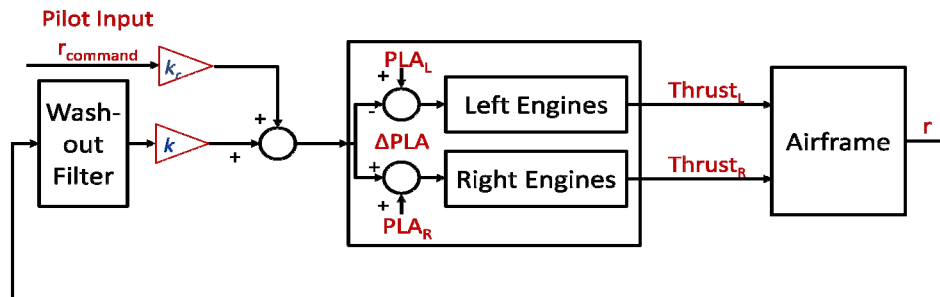 Pilot Input
r_command
k_c
Wash-
out
Filter
k
+
+
PLA_L
+
-
ΔPLA
+
+
PLA_R
Left Engines
Right Engines
Thrust_L
Thrust_R
Airframe
r